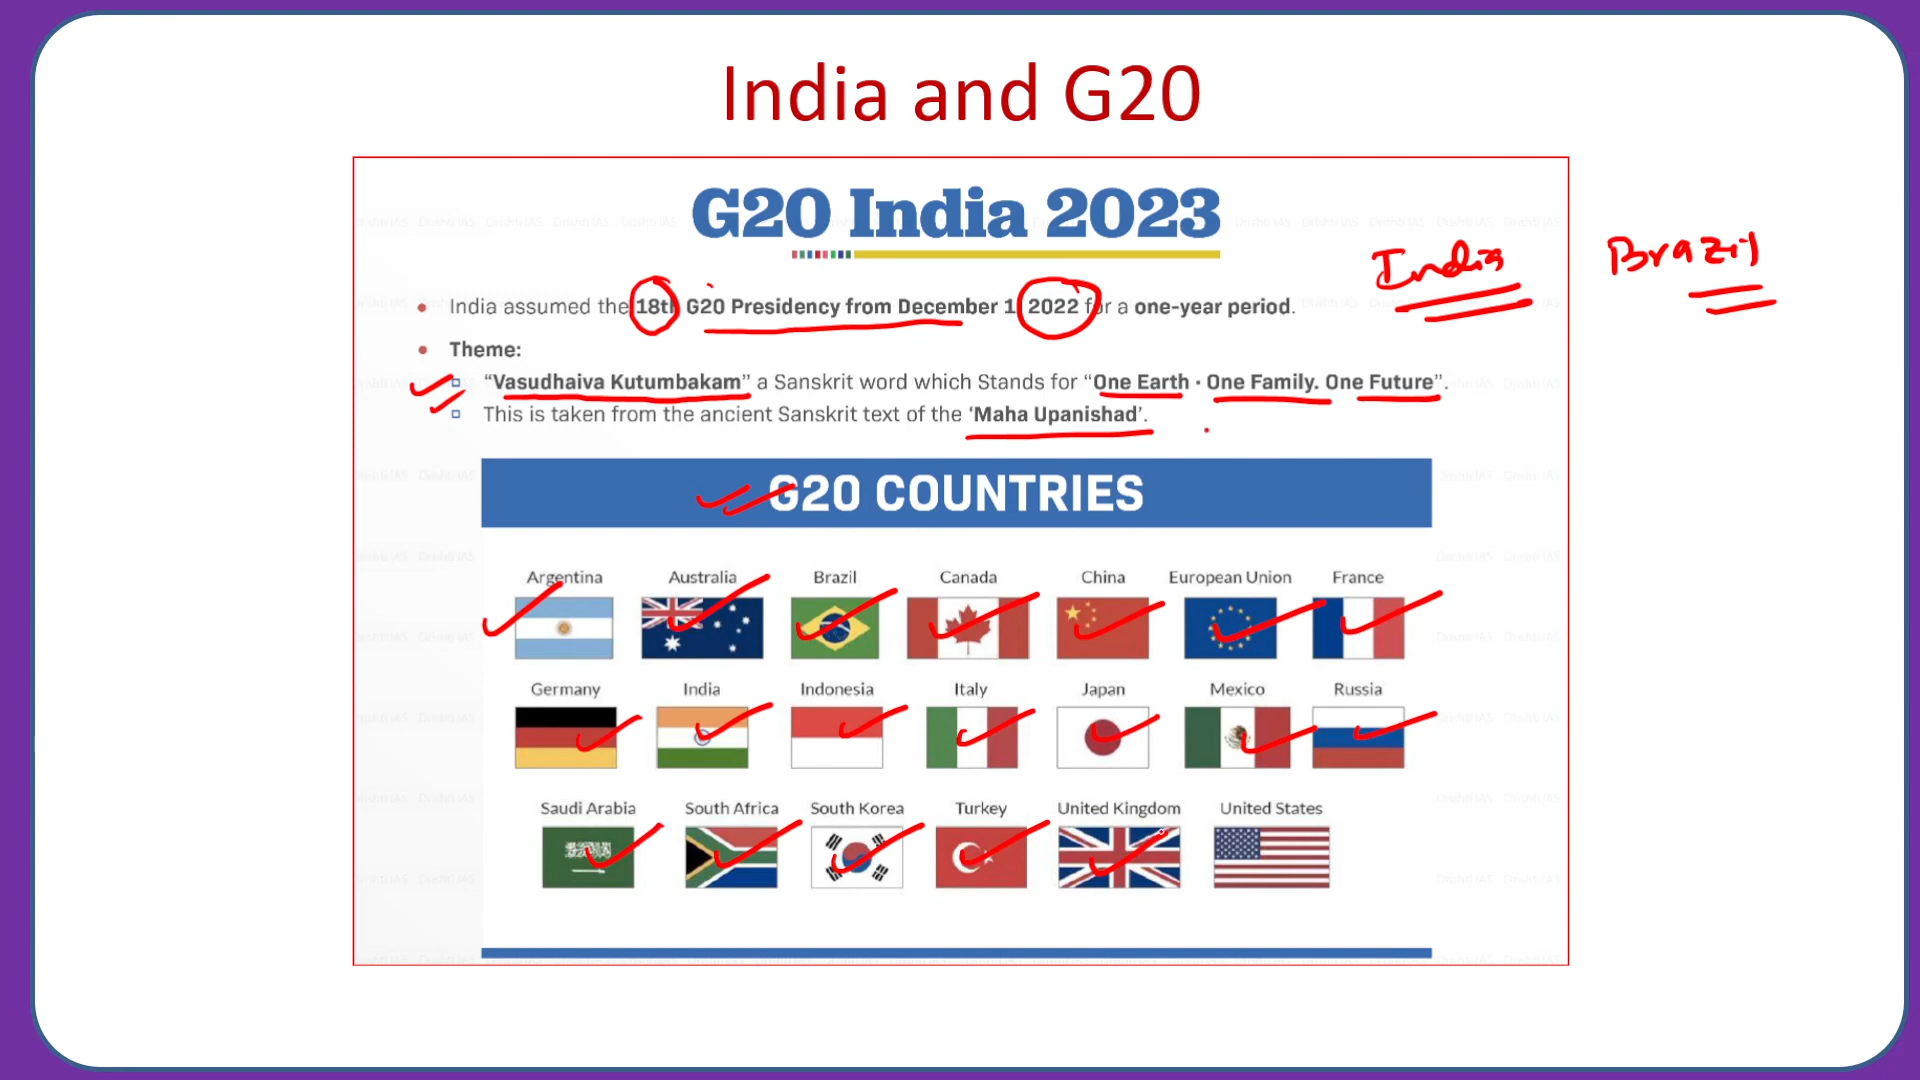 India and G20
G20 India 2023
India Brazil
India assumed the 18th G20 Presidency from December 1, 2022 for a one-year period.
Theme:
“Vasudhaiva Kutumbakam” a Sanskrit word which Stands for “One Earth · One Family. One Future”.
This is taken from the ancient Sanskrit text of the ‘Maha Upanishad’.
G20 COUNTRIES
Argentina Australia Brazil Canada China European Union France
Germany India Indonesia Italy Japan Mexico Russia
Saudi Arabia South Africa South Korea Turkey United Kingdom United States